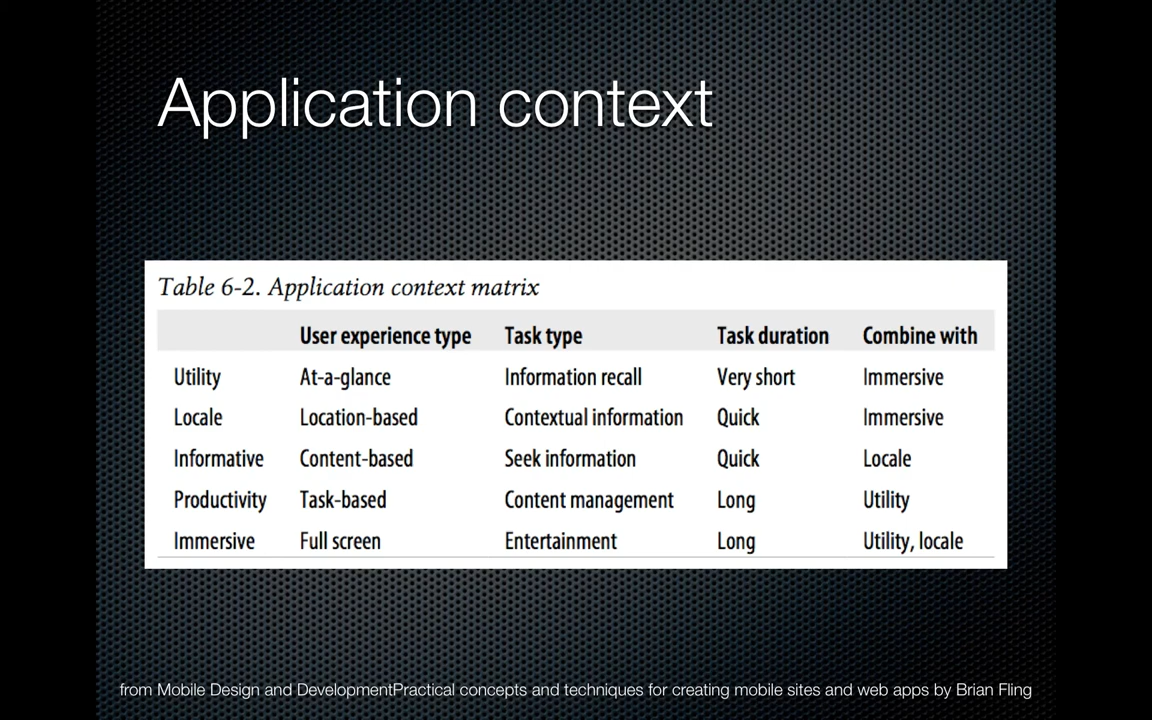 Application context
Table 6-2. Application context matrix
User experience type Task type Task duration Combine with
Utility At-a-glance Information recall Very short Immersive
Locale Location-based Contextual information Quick Immersive
Informative Content-based Seek information Quick Locale
Productivity Task-based Content management Long Utility
Immersive Full screen Entertainment Long Utility, locale
from Mobile Design and DevelopmentPractical concepts and techniques for creating mobile sites and web apps by Brian Fling